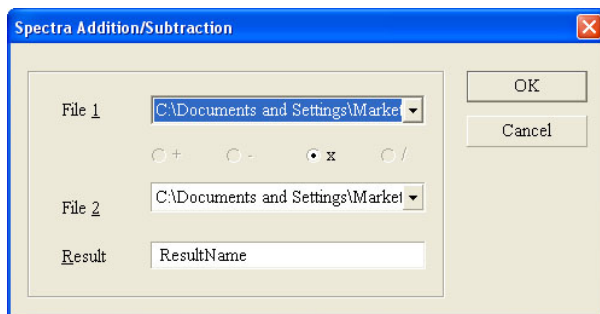 Spectra Addition/Subtraction
OK
File 1 C:\Documents and Settings\Market
+ - x /
Cancel
File 2 C:\Documents and Settings\Market
Result ResultName